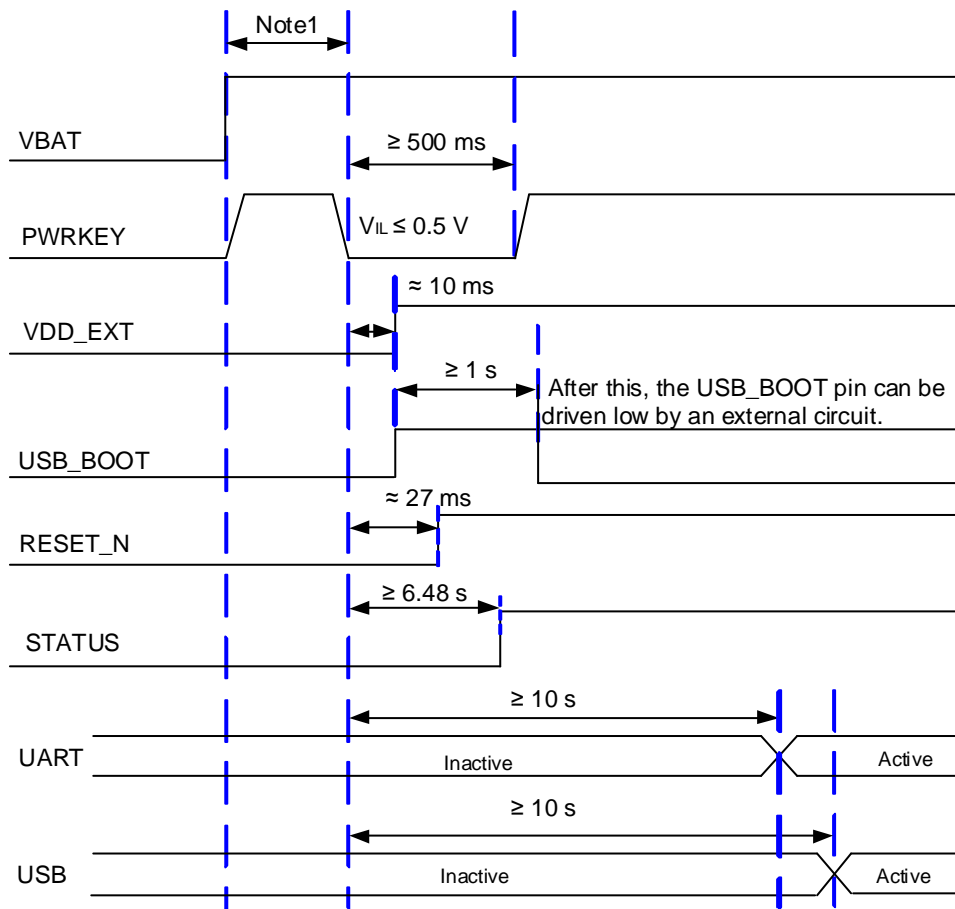 Note1
VBAT
≥ 500 ms
PWRKEY
VIL ≤ 0.5 V
≈ 10 ms
VDD_EXT
≥ 1 s
After this, the USB_BOOT pin can be
driven low by an external circuit.
USB_BOOT
≈ 27 ms
RESET_N
≥ 6.48 s
STATUS
≥ 10 s
UART
Inactive
Active
≥ 10 s
USB
Inactive
Active